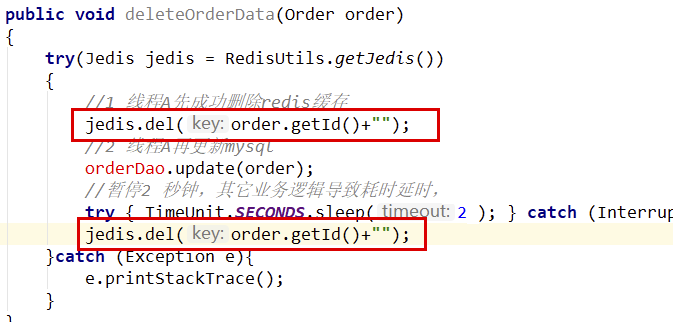 public void deleteOrderData(Order order)
{
try(Jedis jedis = RedisUtils.getJedis())
{
//1 线程A先成功删除redis缓存
jedis.del( key: order.getId()+"");
//2 线程A再更新mysql
orderDao.update(order);
//暂停2 秒钟，其它业务逻辑导致耗时延时，
try { TimeUnit.SECONDS.sleep( timeout: 2 ); } catch (Interrup
jedis.del( key: order.getId()+"");
}catch (Exception e){
e.printStackTrace();
}
}